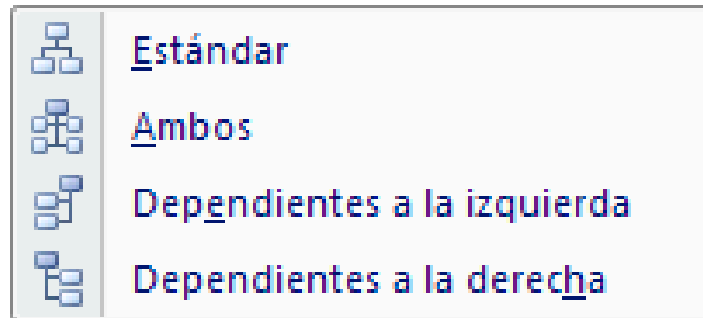 Estándar
Ambos
Dependientes a la izquierda
Dependientes a la derecha